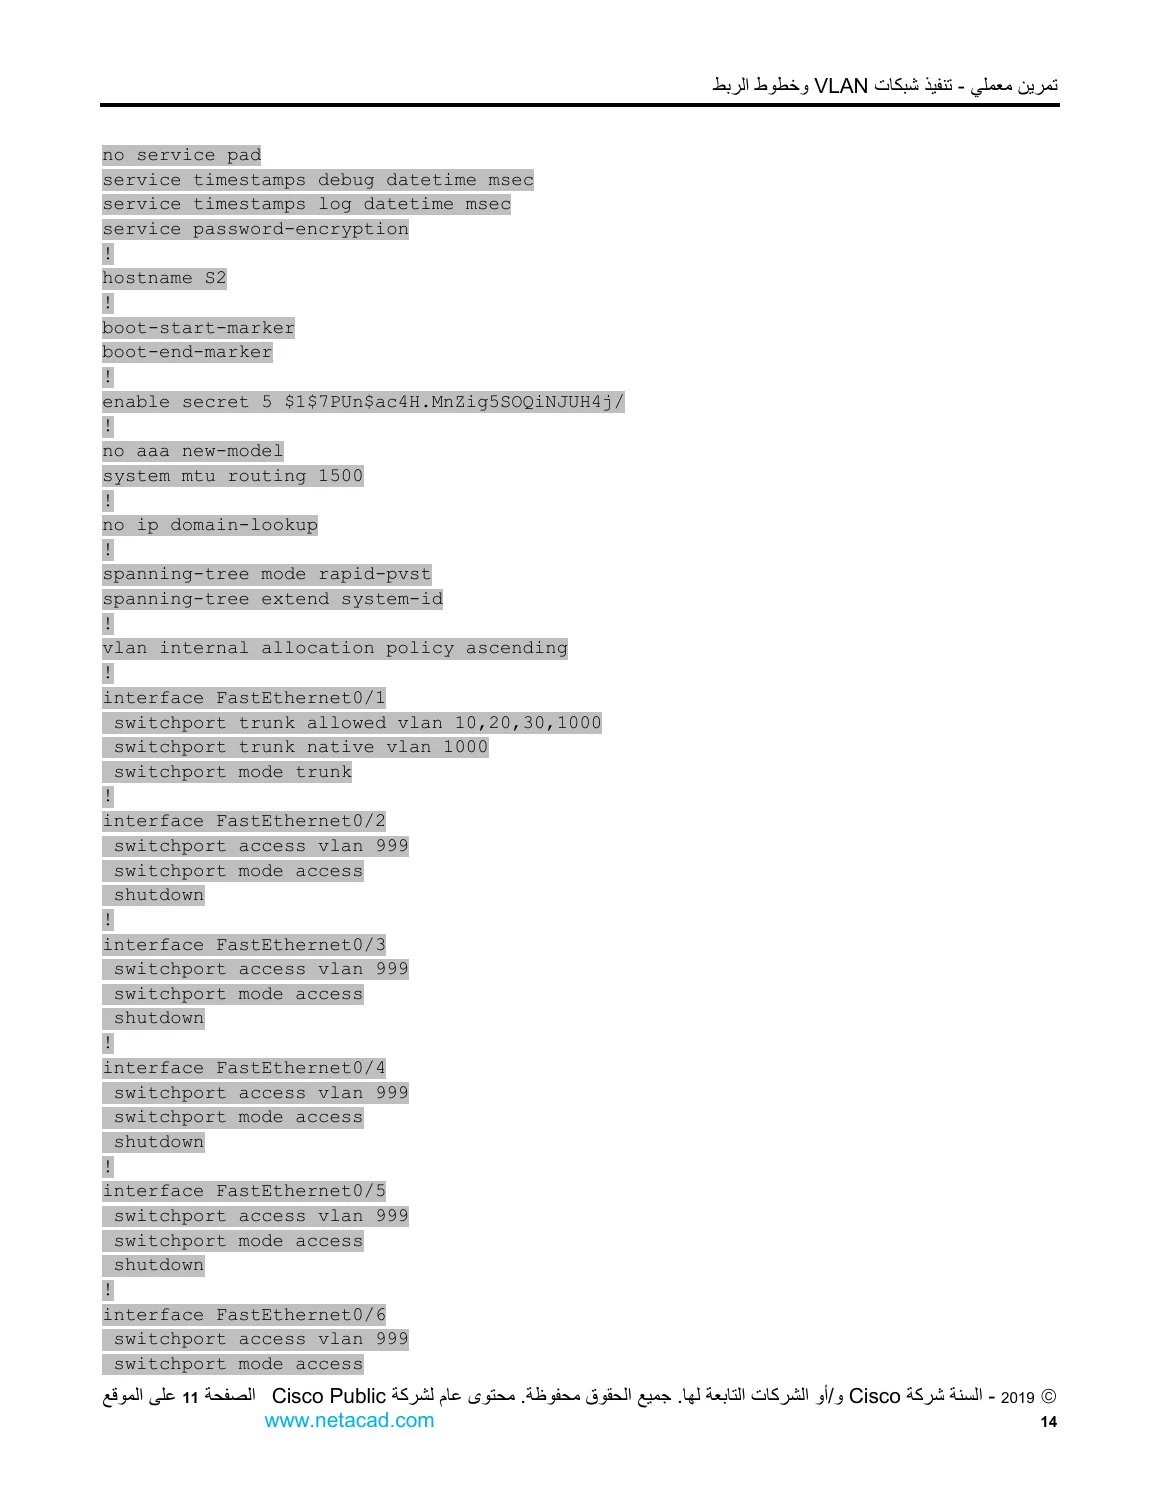 تمرين معملي - تنفيذ شبكات VLAN وخطوط الربط
no service pad
service timestamps debug datetime msec
service timestamps log datetime msec
service password-encryption
!
hostname S2
!
boot-start-marker
boot-end-marker
!
enable secret 5 $1$7PUn$ac4H.MnZig5SOQiNJUH4j/
!
no aaa new-model
system mtu routing 1500
!
no ip domain-lookup
!
spanning-tree mode rapid-pvst
spanning-tree extend system-id
!
vlan internal allocation policy ascending
!
interface FastEthernet0/1
 switchport trunk allowed vlan 10,20,30,1000
 switchport trunk native vlan 1000
 switchport mode trunk
!
interface FastEthernet0/2
 switchport access vlan 999
 switchport mode access
 shutdown
!
interface FastEthernet0/3
 switchport access vlan 999
 switchport mode access
 shutdown
!
interface FastEthernet0/4
 switchport access vlan 999
 switchport mode access
 shutdown
!
interface FastEthernet0/5
 switchport access vlan 999
 switchport mode access
 shutdown
!
interface FastEthernet0/6
 switchport access vlan 999
 switchport mode access
© 2019 - السنة شركة Cisco و/أو الشركات التابعة لها. جميع الحقوق محفوظة. محتوى عام لشركة Cisco Public الصفحة 11 على الموقع
14 www.netacad.com